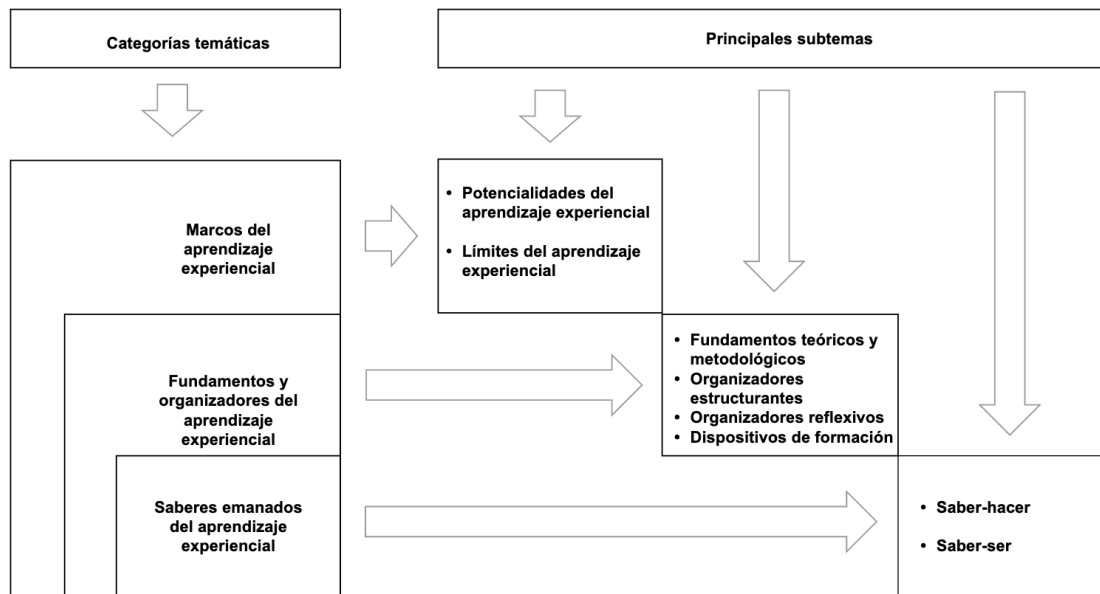 Categorías temáticas
Principales subtemas
Marcos del
aprendizaje
experiencial
• Potencialidades del
aprendizaje experiencial
• Límites del aprendizaje
experiencial
Fundamentos y
organizadores del
aprendizaje
experiencial
• Fundamentos teóricos y
metodológicos
• Organizadores
estructurantes
• Organizadores reflexivos
• Dispositivos de formación
Saberes emanados
del aprendizaje
experiencial
• Saber-hacer
• Saber-ser